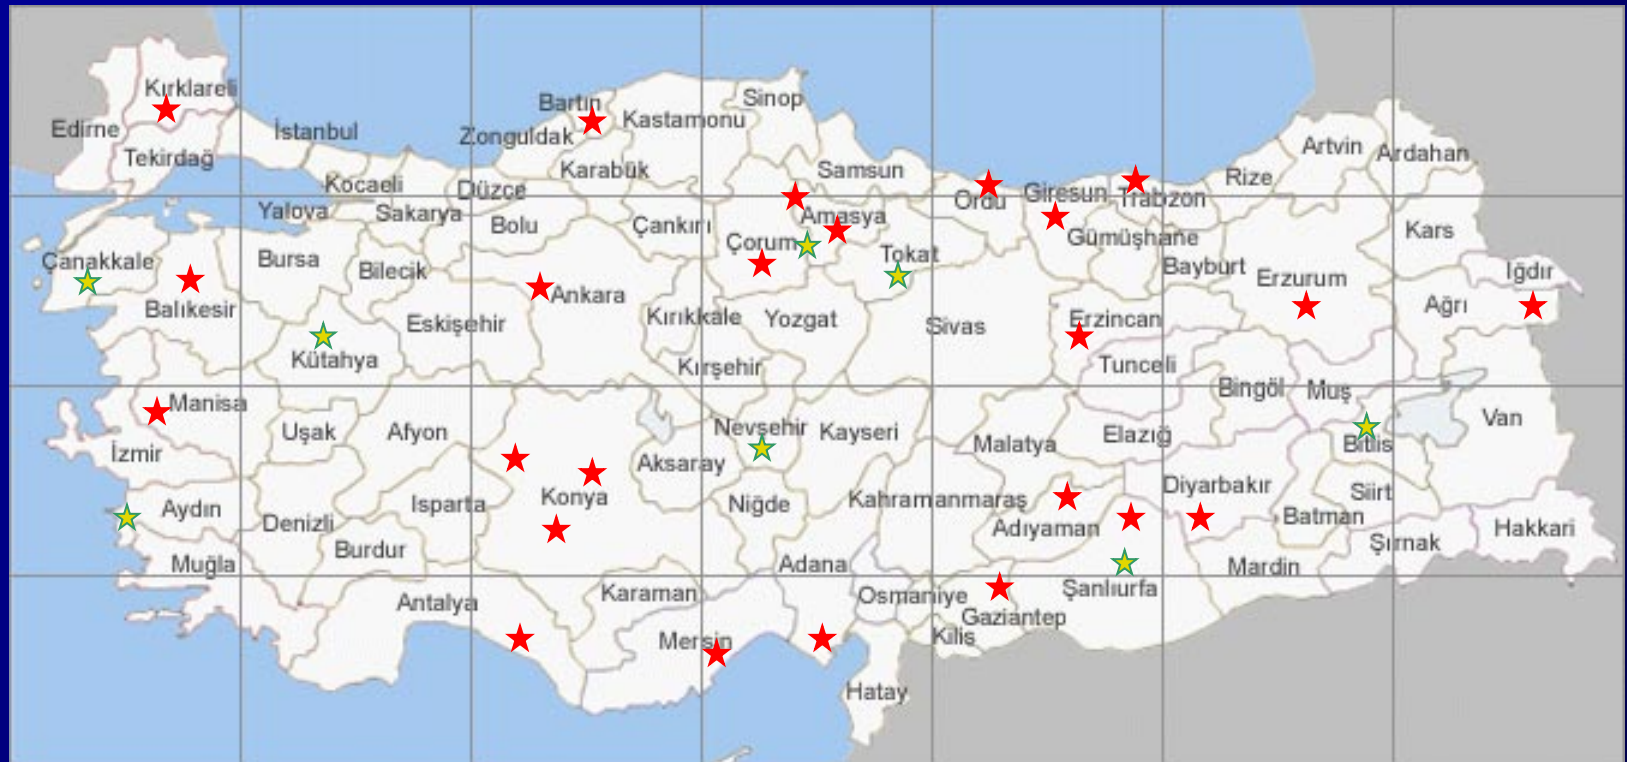 Kırklareli
Edirne
Tekirdağ
İstanbul
Kocaeli
Yalova
Sakarya
Düzce
Bolu
Zonguldak
Bartın
Karabük
Kastamonu
Sinop
Samsun
Çankırı
Çorum
Amasya
Tokat
Ordu
Giresun
Trabzon
Gümüşhane
Rize
Artvin
Ardahan
Kars
Bayburt
Erzurum
Iğdır
Ağrı
Çanakkale
Balıkesir
Bursa
Bilecik
Kütahya
Eskişehir
Ankara
Kırıkkale
Yozgat
Kırşehir
Sivas
Erzincan
Tunceli
Bingöl
Muş
Bitlis
Van
Manisa
İzmir
Uşak
Afyon
Konya
Aksaray
Nevşehir
Kayseri
Malatya
Elazığ
Diyarbakır
Aydın
Denizli
Isparta
Burdur
Muğla
Antalya
Karaman
Niğde
Adana
Mersin
Kahramanmaraş
Adıyaman
Osmaniye
Gaziantep
Kilis
Hatay
Şanlıurfa
Mardin
Batman
Siirt
Şırnak
Hakkari